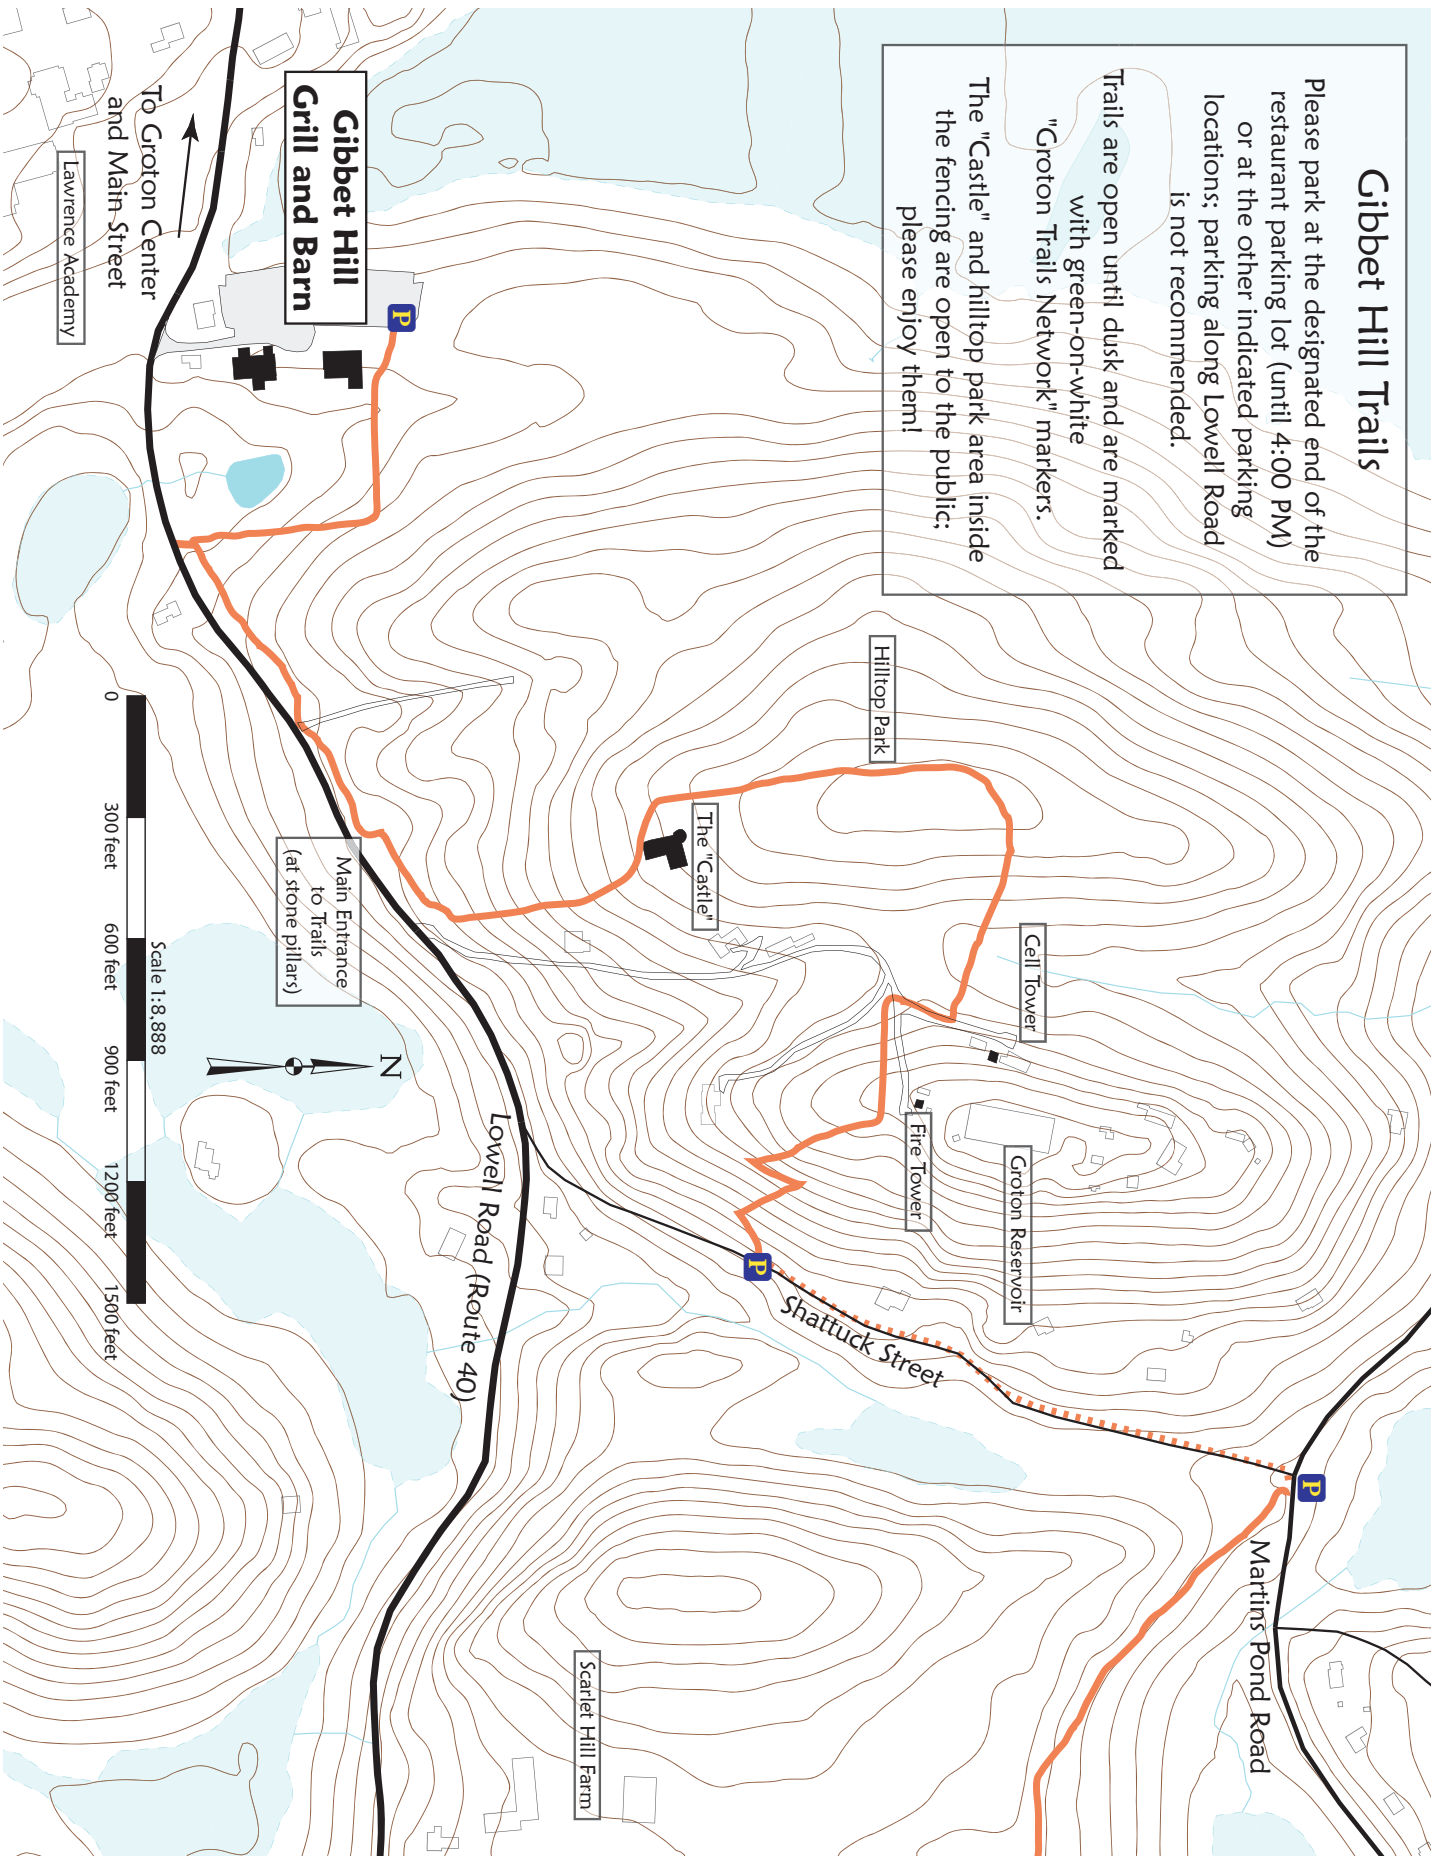 Gibbet Hill Trails
Please park at the designated end of the
restaurant parking lot (until 4:00 PM)
or at the other indicated parking
locations; parking along Lowell Road
is not recommended.
Trails are open until dusk and are marked
with green-on-white
"Groton Trails Network" markers.
The "Castle" and hilltop park area inside
the fencing are open to the public;
please enjoy them!
Gibbet Hill
Grill and Barn
P
To Groton Center
and Main Street
Lawrence Academy
Hilltop Park
The "Castle"
Cell Tower
Fire Tower
Groton Reservoir
Main Entrance
to Trails
(at stone pillars)
P
Shattuck Street
P
Martins Pond Road
Lowell Road (Route 40)
Scarlet Hill Farm
N
Scale 1:8,888
0
300 feet
600 feet
900 feet
1200 feet
1500 feet